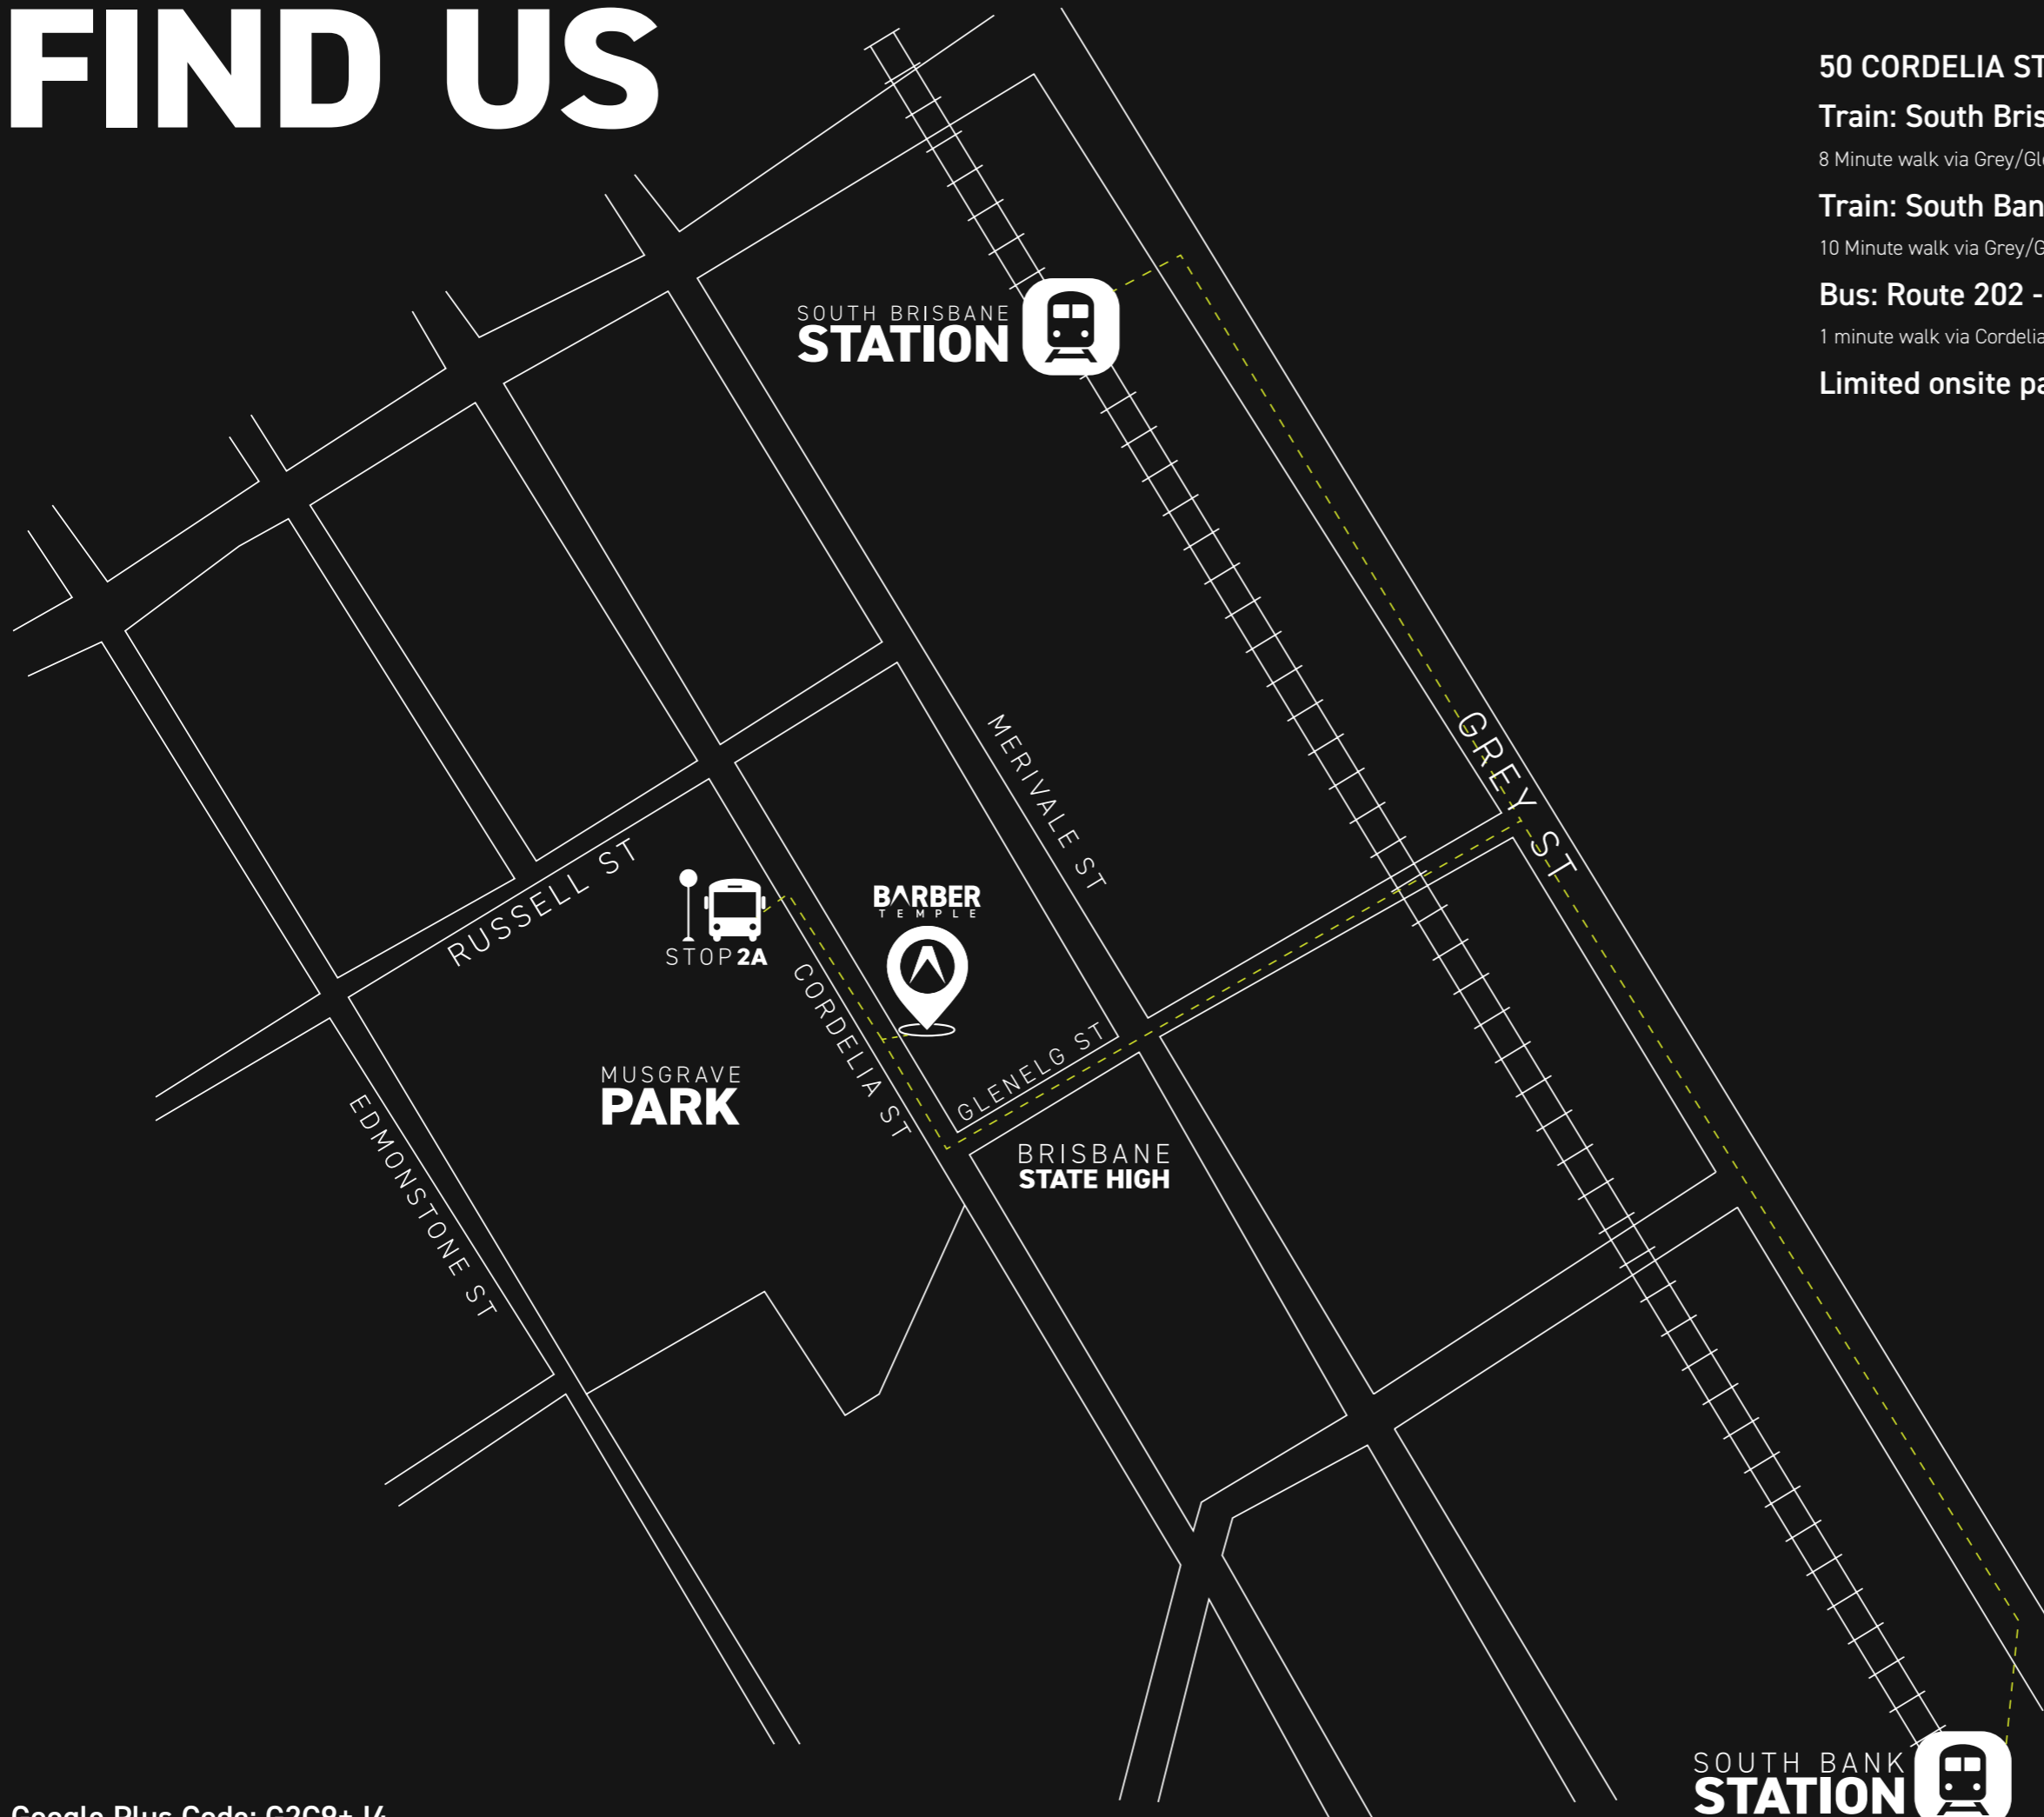 FIND US
50 CORDELIA ST
Train: South Bris
8 Minute walk via Grey/Gl
Train: South Ban
10 Minute walk via Grey/G
Bus: Route 202 -
1 minute walk via Cordelia
Limited onsite pa
SOUTH BRISBANE
STATION
GREY ST
MERIVALE ST
RUSSELL ST
BARBER
TEMPLE
STOP 2A
CORDELIA ST
GLENELG ST
MUSGRAVE
PARK
EDMONSTONE ST
BRISBANE
STATE HIGH
SOUTH BANK
STATION
Google Plus Code: